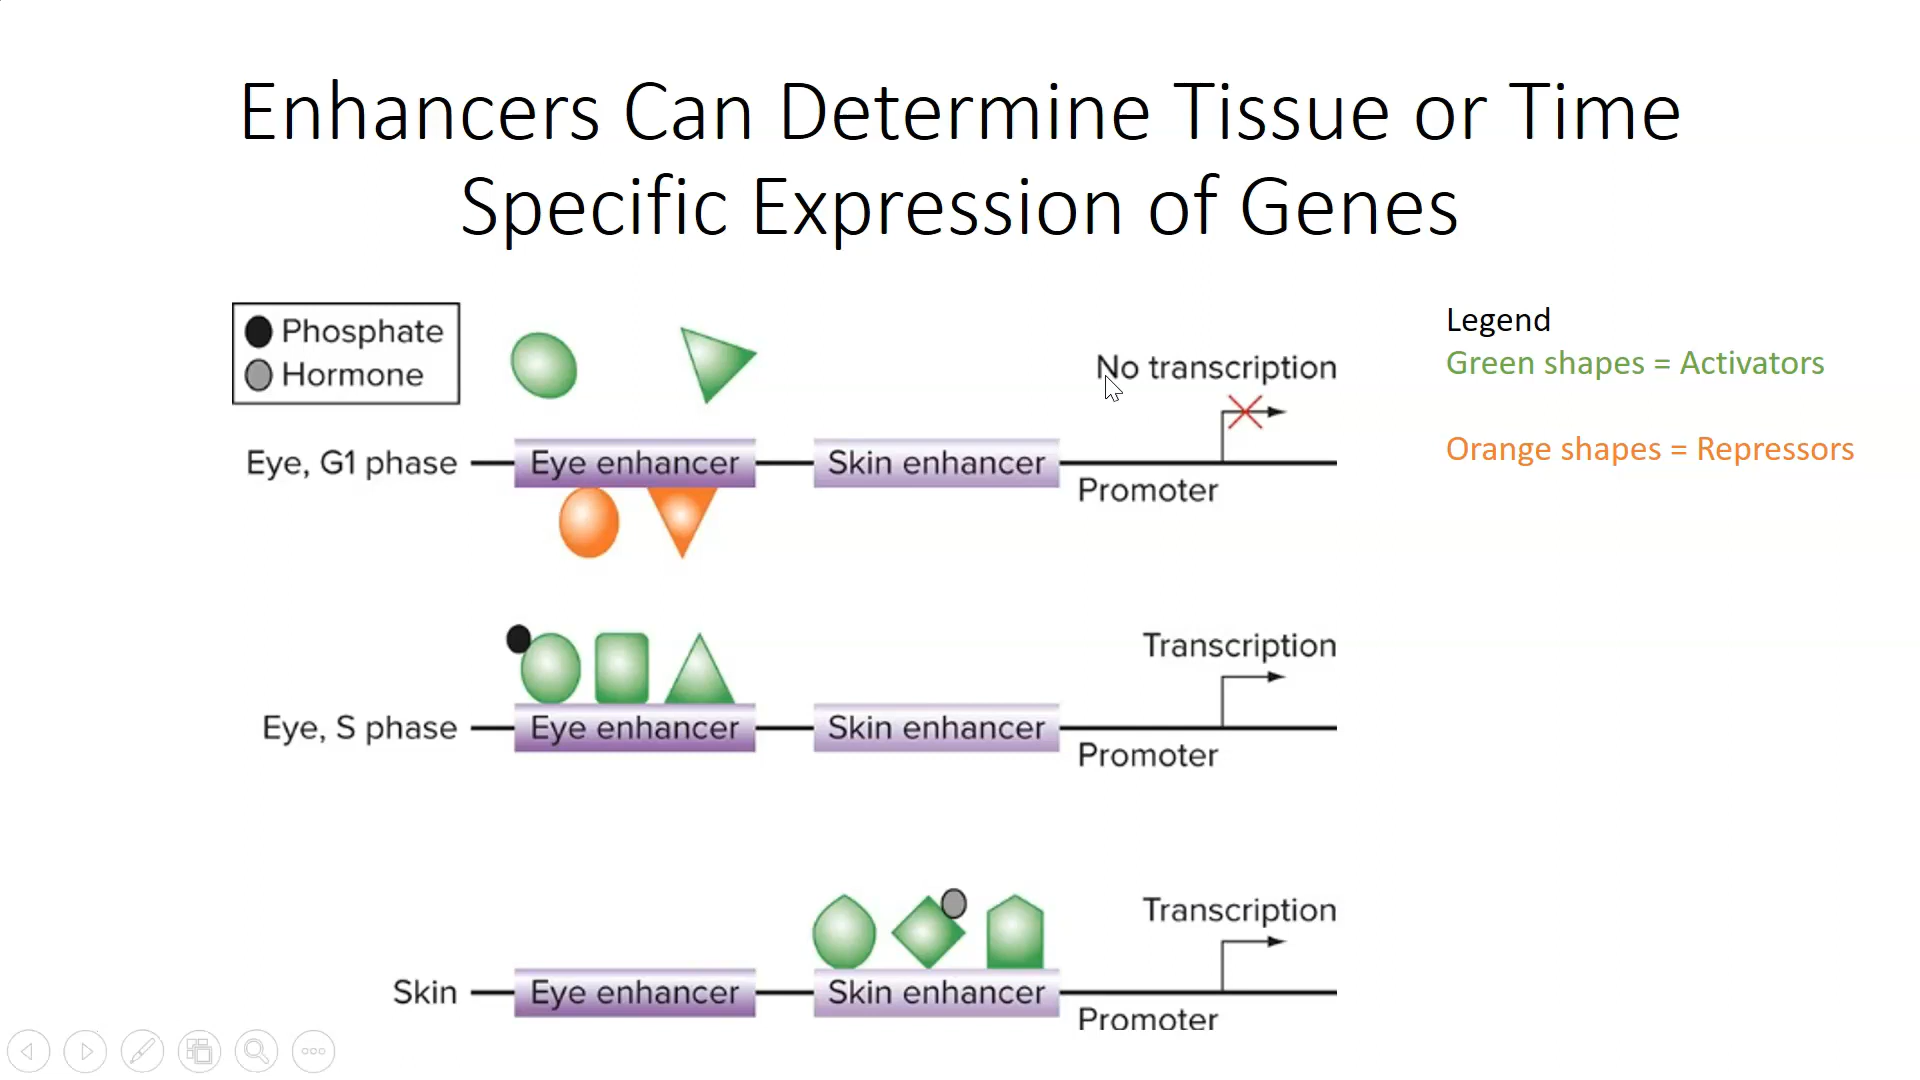 Enhancers Can Determine Tissue or Time
Specific Expression of Genes
Phosphate
Hormone
No transcription
Eye, G1 phase
Eye enhancer
Skin enhancer
Promoter
Legend
Green shapes = Activators
Orange shapes = Repressors
Transcription
Eye, S phase
Eye enhancer
Skin enhancer
Promoter
Transcription
Skin
Eye enhancer
Skin enhancer
Promoter